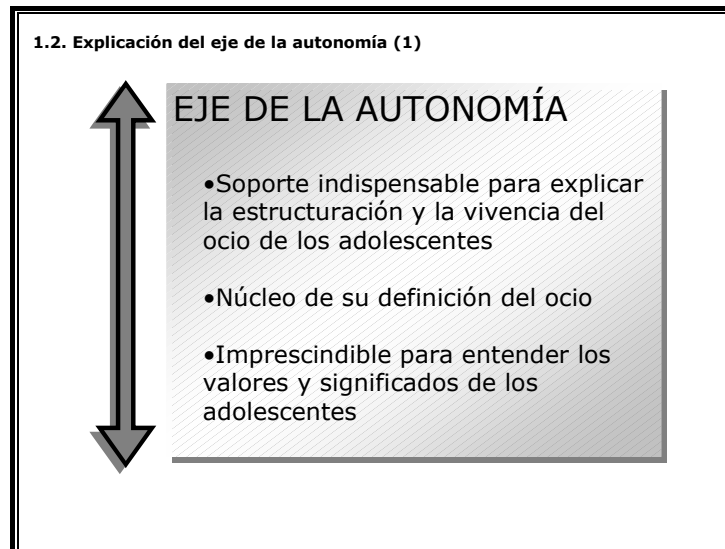 1.2. Explicación del eje de la autonomía (1)
EJE DE LA AUTONOMÍA
•Soporte indispensable para explicar
la estructuración y la vivencia del
ocio de los adolescentes
•Núcleo de su definición del ocio
•Imprescindible para entender los
valores y significados de los
adolescentes